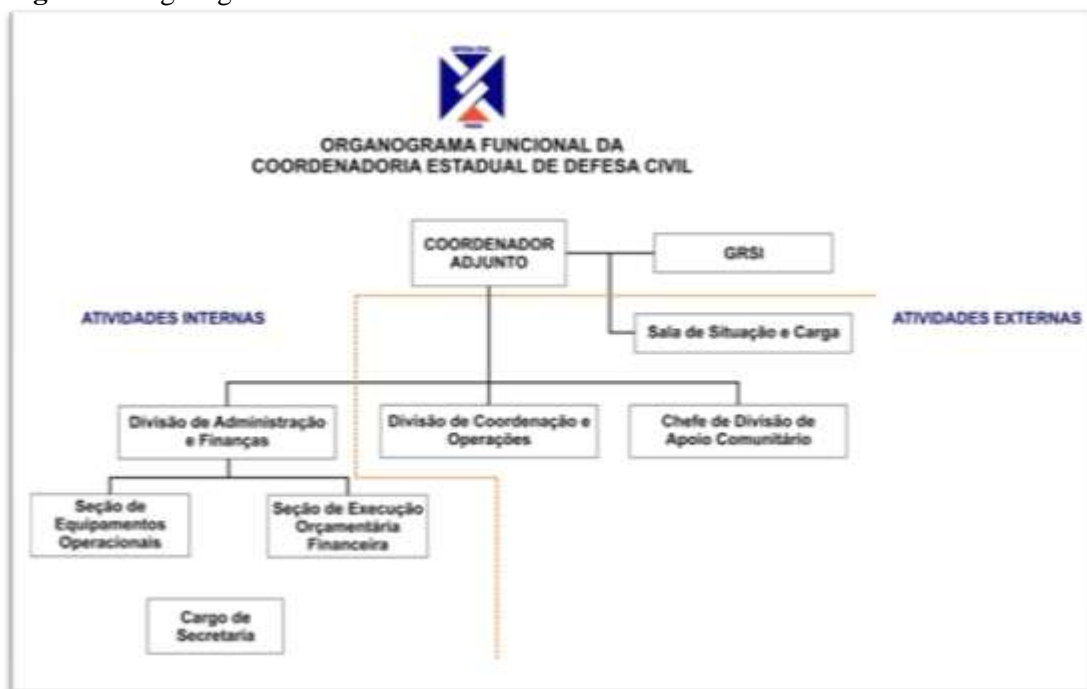 ORGANOGRAMA FUNCIONAL DA
COORDENADORIA ESTADUAL DE DEFESA CIVIL
COORDENADOR
ADJUNTO
GRSI
ATIVIDADES INTERNAS
ATIVIDADES EXTERNAS
Sala de Situação e Carga
Divisão de Administração
e Finanças
Divisão de Coordenação e
Operações
Chefe de Divisão de
Apoio Comunitário
Seção de
Equipamentos
Operacionais
Seção de Execução
Orçamentária
Financeira
Cargo de
Secretaria